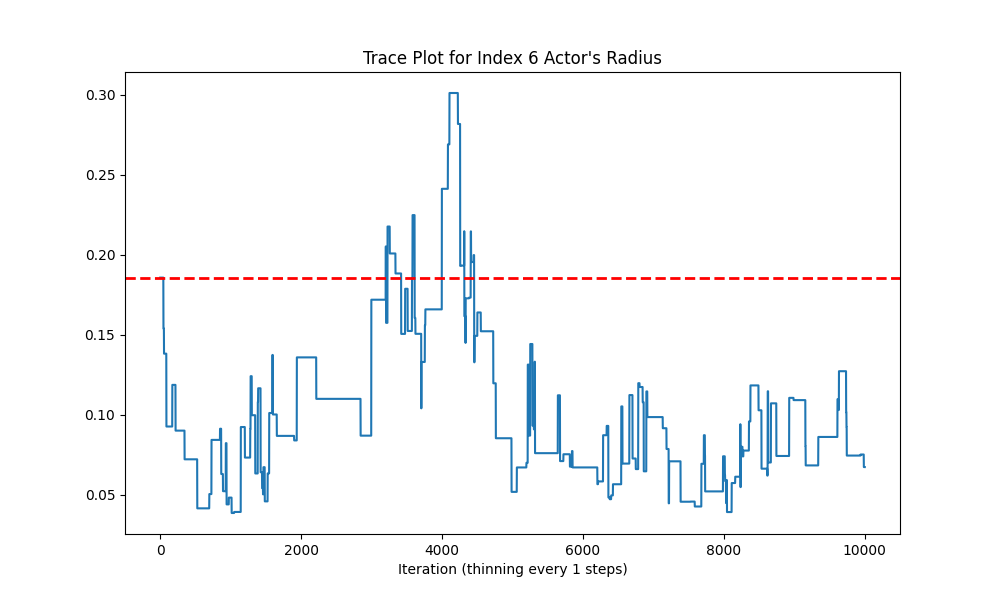 Trace Plot for Index 6 Actor's Radius
0.30
0.25
0.20
0.15
0.10
0.05
0 2000 4000 6000 8000 10000
Iteration (thinning every 1 steps)